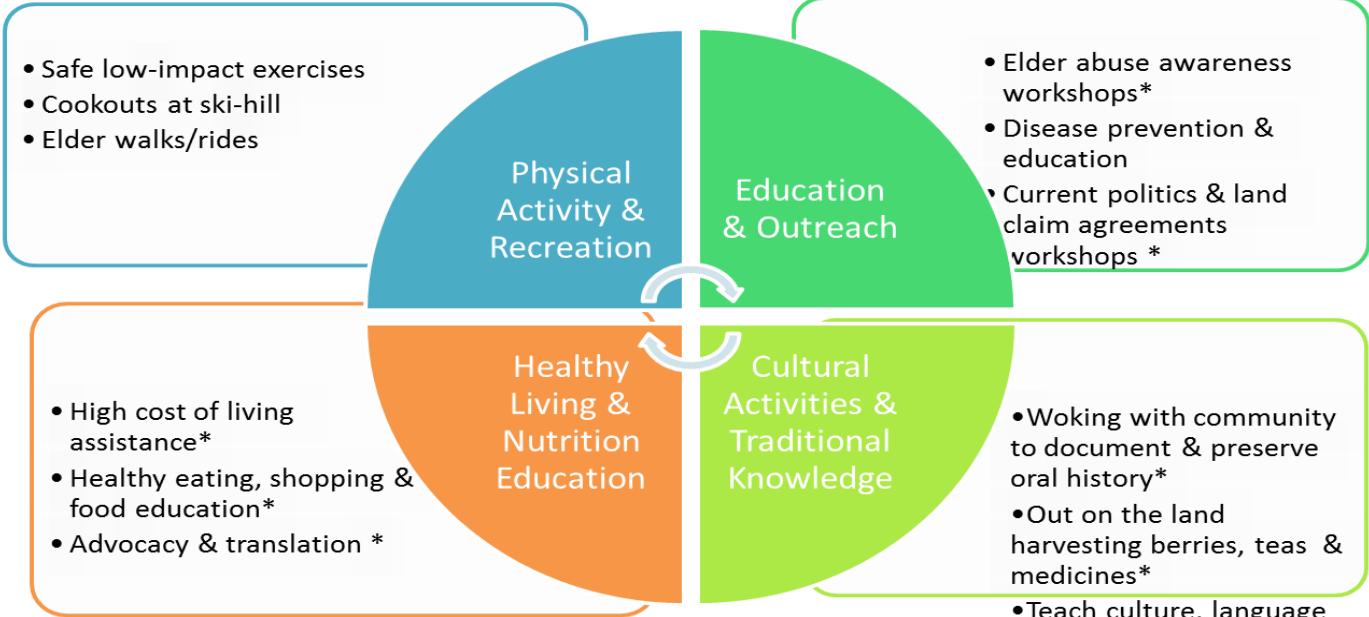 • Safe low-impact exercises
• Cookouts at ski-hill
• Elder walks/rides
Physical
Activity &
Recreation
Education
& Outreach
• Elder abuse awareness
workshops*
• Disease prevention &
education
• Current politics & land
claim agreements
workshops *
• High cost of living
assistance*
• Healthy eating, shopping &
food education*
• Advocacy & translation *
Healthy
Living &
Nutrition
Education
Cultural
Activities &
Traditional
Knowledge
•Woking with community
to document & preserve
oral history*
•Out on the land
harvesting berries, teas &
medicines*
•Teach culture, language